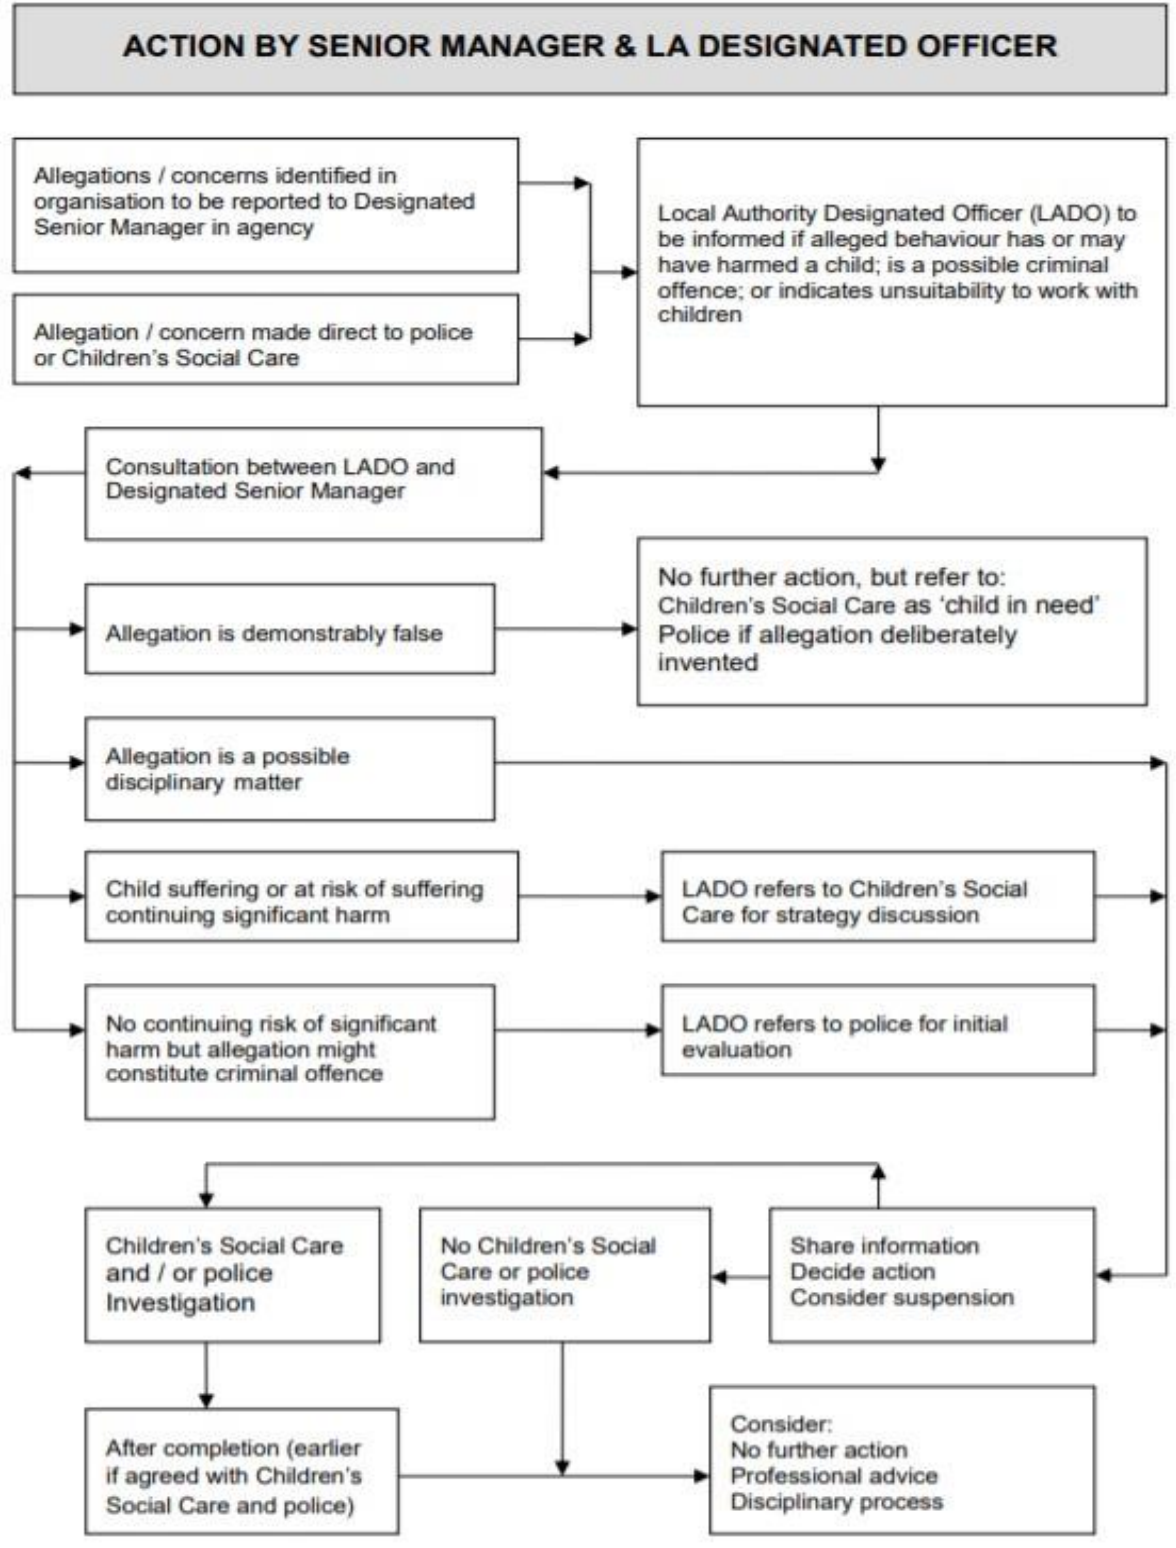 ACTION BY SENIOR MANAGER & LA DESIGNATED OFFICER
Allegations / concerns identified in
organisation to be reported to Designated
Senior Manager in agency
Allegation / concern made direct to police
or Children's Social Care
Local Authority Designated Officer (LADO) to
be informed if alleged behaviour has or may
have harmed a child; is a possible criminal
offence; or indicates unsuitability to work with
children
Consultation between LADO and
Designated Senior Manager
Allegation is demonstrably false
No further action, but refer to:
Children's Social Care as ‘child in need’
Police if allegation deliberately
invented
Allegation is a possible
disciplinary matter
Child suffering or at risk of suffering
continuing significant harm
LADO refers to Children's Social
Care for strategy discussion
No continuing risk of significant
harm but allegation might
constitute criminal offence
LADO refers to police for initial
evaluation
Children's Social Care
and / or police
Investigation
No Children's Social
Care or police
investigation
Share information
Decide action
Consider suspension
After completion (earlier
if agreed with Children's
Social Care and police)
Consider:
No further action
Professional advice
Disciplinary process